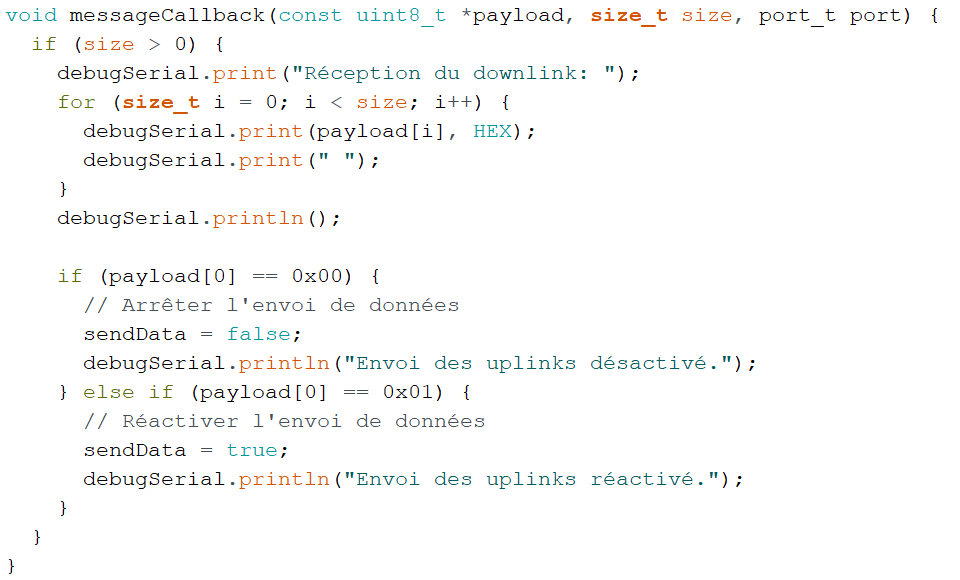 void messageCallback(const uint8_t *payload, size_t size, port_t port) {
  if (size > 0) {
    debugSerial.print("Réception du downlink: ");
    for (size_t i = 0; i < size; i++) {
      debugSerial.print(payload[i], HEX);
      debugSerial.print(" ");
    }
    debugSerial.println();

    if (payload[0] == 0x00) {
      // Arrêter l'envoi de données
      sendData = false;
      debugSerial.println("Envoi des uplinks désactivé.");
    } else if (payload[0] == 0x01) {
      // Réactiver l'envoi de données
      sendData = true;
      debugSerial.println("Envoi des uplinks réactivé.");
    }
  }
}